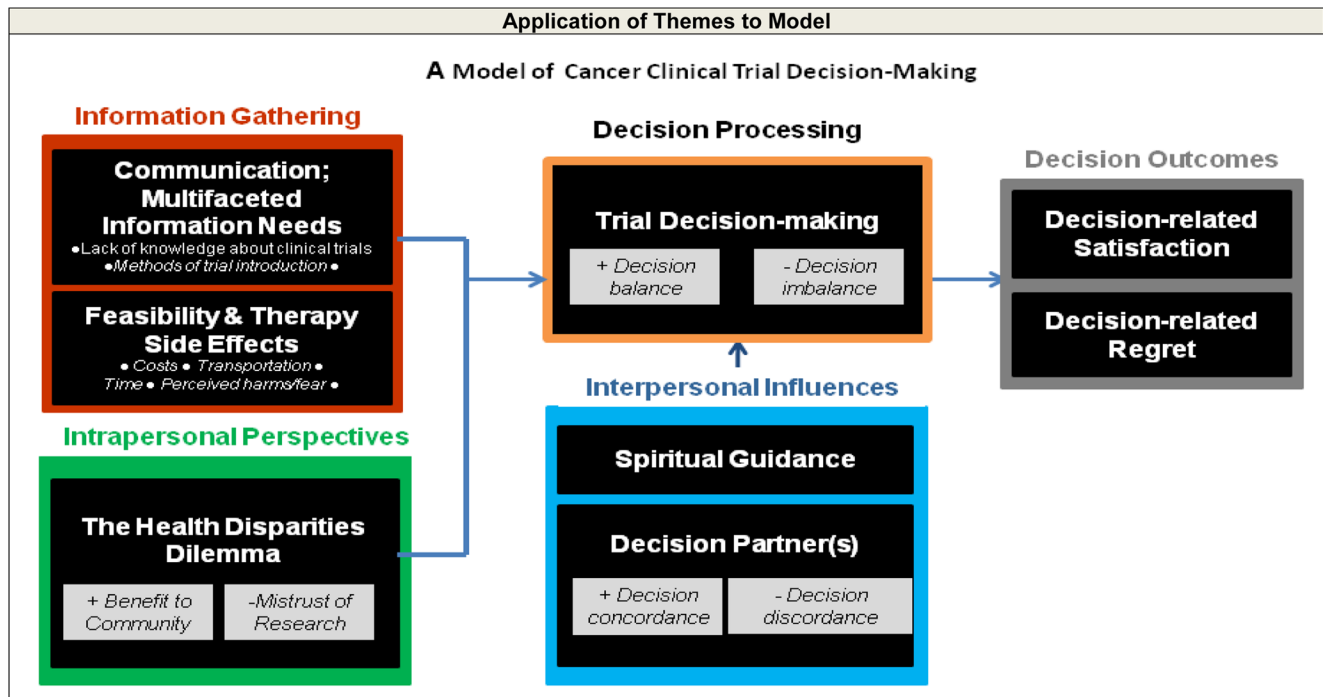 Application of Themes to Model
A Model of Cancer Clinical Trial Decision-Making
Information Gathering
Communication;
Multifaceted
Information Needs
●Lack of knowledge about clinical trials
●Methods of trial introduction ●
Feasibility & Therapy
Side Effects
● Costs ● Transportation ●
Time ● Perceived harms/fear ●
Intrapersonal Perspectives
The Health Disparities
Dilemma
+ Benefit to
Community
-Mistrust of
Research
Decision Processing
Trial Decision-making
+ Decision
balance
- Decision
imbalance
Interpersonal Influences
Spiritual Guidance
Decision Partner(s)
+ Decision
concordance
- Decision
discordance
Decision Outcomes
Decision-related
Satisfaction
Decision-related
Regret